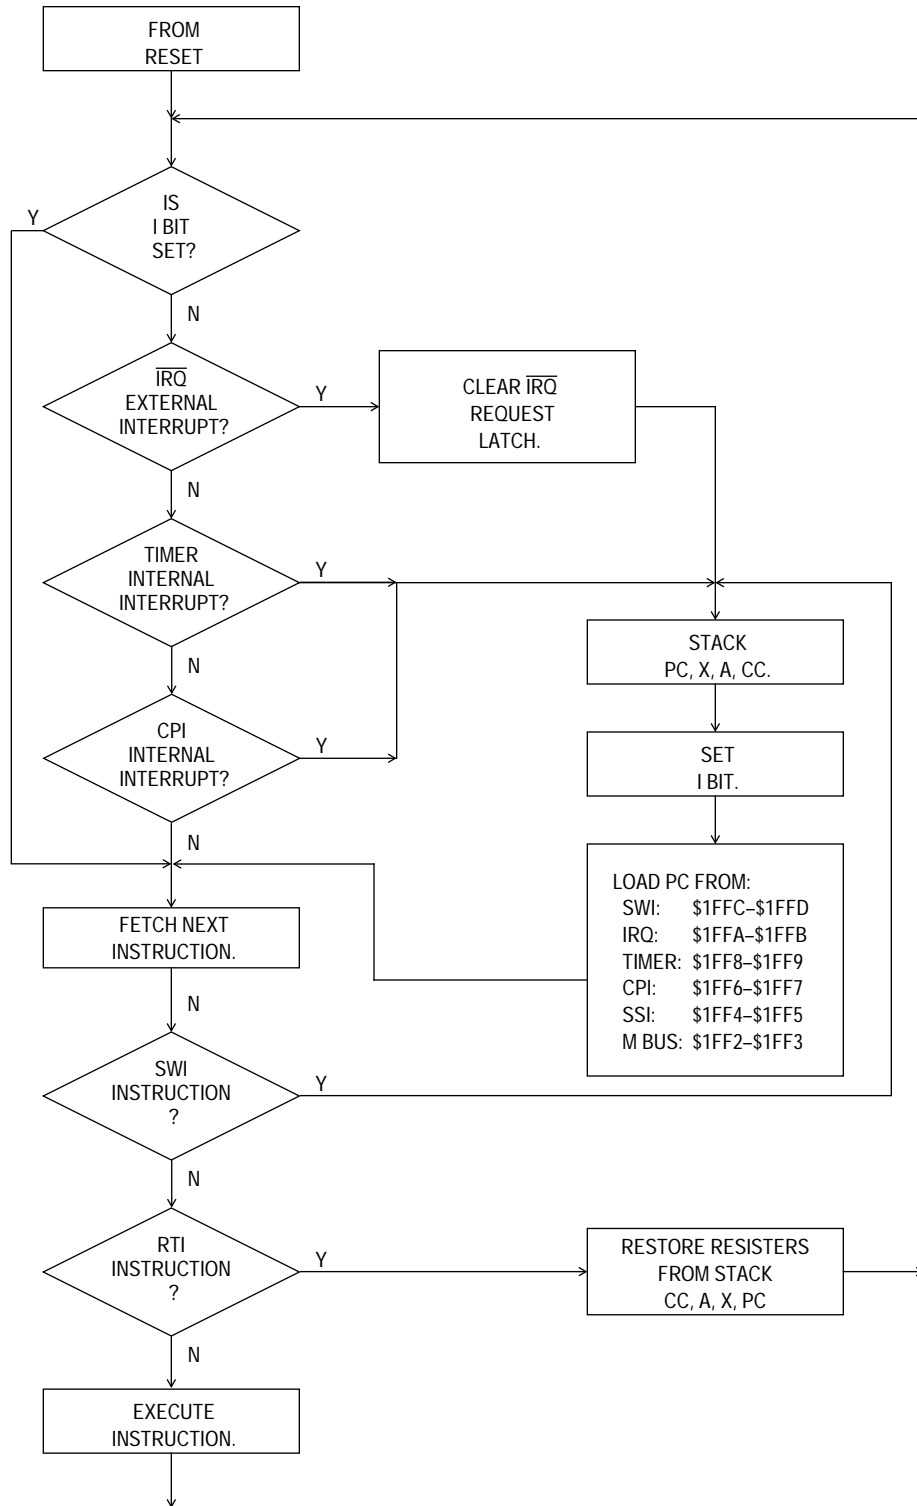 FROM
RESET
IS
I BIT
SET?
Y
N
IRQ
EXTERNAL
INTERRUPT?
Y
CLEAR IRQ
REQUEST
LATCH.
N
TIMER
INTERNAL
INTERRUPT?
Y
N
STACK
PC, X, A, CC.
CPI
INTERNAL
INTERRUPT?
Y
SET
I BIT.
N
LOAD PC FROM:
SWI: $1FFC–$1FFD
IRQ: $1FFA–$1FFB
TIMER: $1FF8–$1FF9
CPI: $1FF6–$1FF7
SSI: $1FF4–$1FF5
M BUS: $1FF2–$1FF3
FETCH NEXT
INSTRUCTION.
N
SWI
INSTRUCTION
?
Y
N
RTI
INSTRUCTION
?
Y
RESTORE RESISTERS
FROM STACK
CC, A, X, PC
N
EXECUTE
INSTRUCTION.